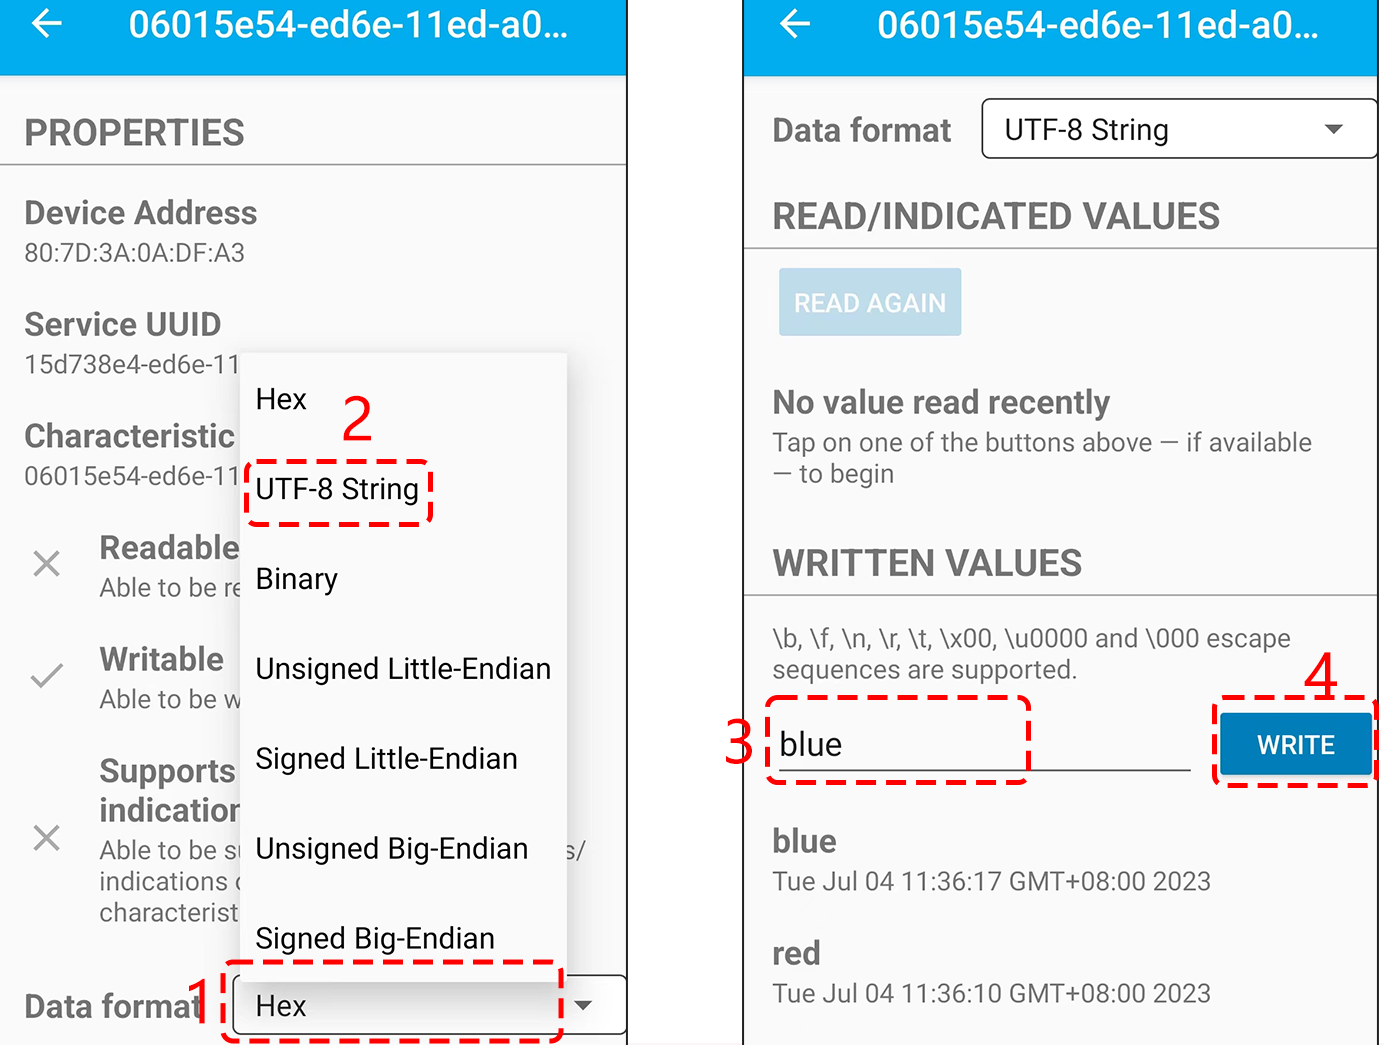 06015e54-ed6e-11ed-a0...
PROPERTIES
Device Address
80:7D:3A:0A:DF:A3
Service UUID
15d738e4-ed6e-11
Characteristic
06015e54-ed6e-11
Readable
Able to be re
Writable
Able to be w
Supports
indication
Able to be su
s/
indications o
characterist
Hex
2
UTF-8 String
Binary
Unsigned Little-Endian
Signed Little-Endian
Unsigned Big-Endian
Signed Big-Endian
Data format
1
Hex
06015e54-ed6e-11ed-a0...
Data format
UTF-8 String
READ/INDICATED VALUES
READ AGAIN
No value read recently
Tap on one of the buttons above — if available
— to begin
WRITTEN VALUES
\b, \f, \n, \r, \t, \x00, \u0000 and \000 escape
sequences are supported.
4
3
blue
WRITE
blue
Tue Jul 04 11:36:17 GMT+08:00 2023
red
Tue Jul 04 11:36:10 GMT+08:00 2023